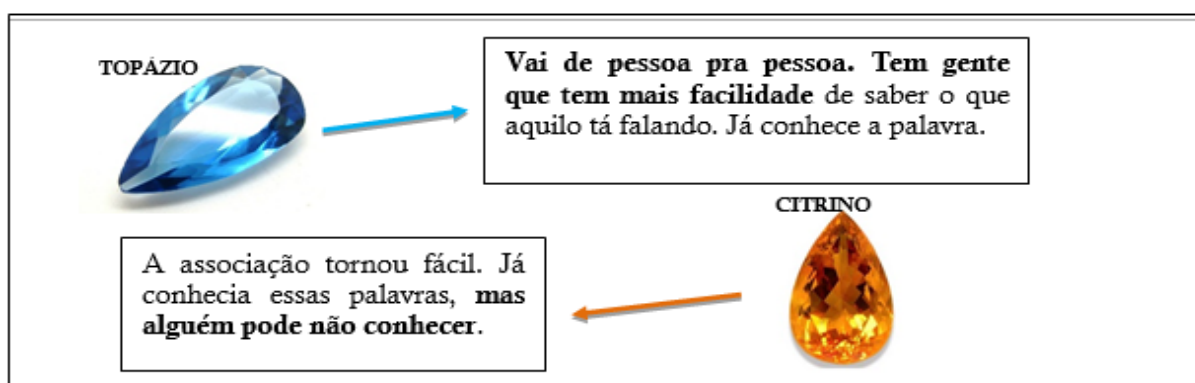 TOPÁZIO
Vai de pessoa pra pessoa. Tem gente
que tem mais facilidade de saber o que
aquilo tá falando. Já conhece a palavra.
CITRINO
A associação tornou fácil. Já
conhecia essas palavras, mas
alguém pode não conhecer.